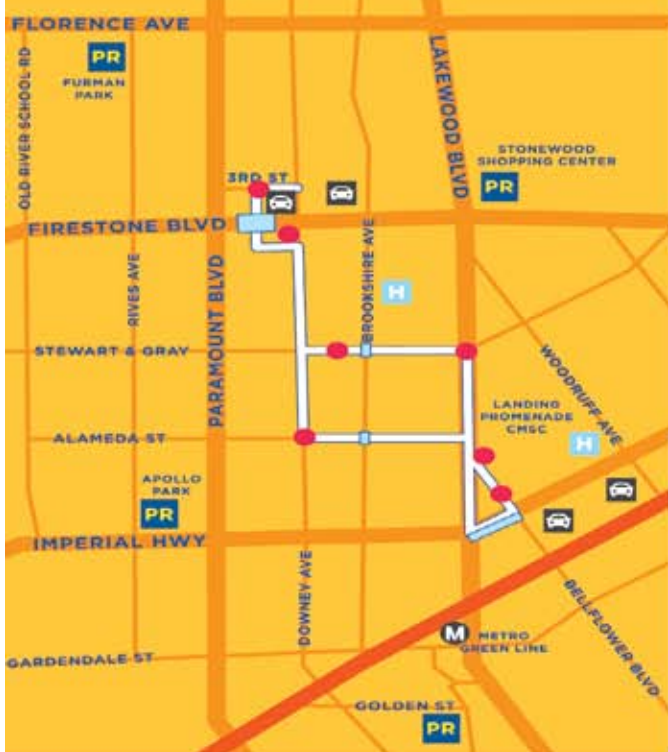 FLORENCE AVE
PR
FURMAN
PARK
OLD RIVER SCHOOL RD
LAKEWOOD BLVD
STONEWOOD
SHOPPING CENTER
PR
3RD ST
FIRESTONE BLVD
RIVES AVE
PARAMOUNT BLVD
BROOKSHIRE AVE
H
STEWART & GRAY
WOODRUFF AVE
LANDING
PROMENADE
CMSC
H
ALAMEDA ST
APOLLO
PARK
PR
IMPERIAL HWY
DOWNEY AVE
BELLFLOWER BLVD
M
METRO
GREEN LINE
GARDENDALE ST
GOLDEN ST
PR